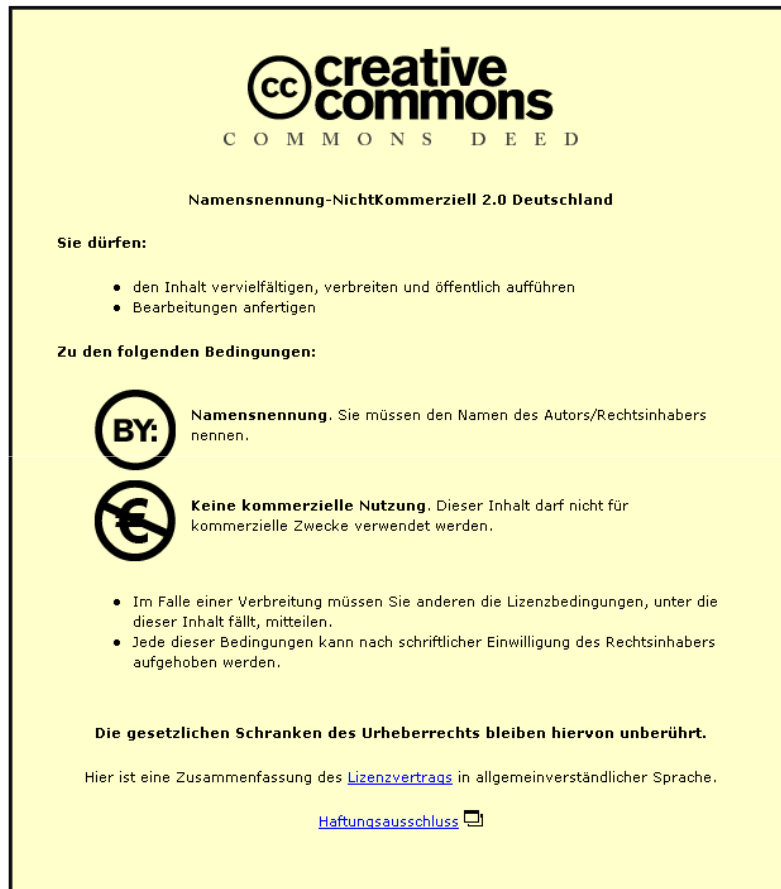 cc creative
commons
COMMONS DEED
Namensnennung-NichtKommerziell 2.0 Deutschland
Sie dürfen:
● den Inhalt vervielfältigen, verbreiten und öffentlich aufführen
● Bearbeitungen anfertigen
Zu den folgenden Bedingungen:
BY:
Namensnennung. Sie müssen den Namen des Autors/Rechtsinhabers
nennen.
€
Keine kommerzielle Nutzung. Dieser Inhalt darf nicht für
kommerzielle Zwecke verwendet werden.
● Im Falle einer Verbreitung müssen Sie anderen die Lizenzbedingungen, unter die
dieser Inhalt fällt, mitteilen.
● Jede dieser Bedingungen kann nach schriftlicher Einwilligung des Rechtsinhabers
aufgehoben werden.
Die gesetzlichen Schranken des Urheberrechts bleiben hiervon unberührt.
Hier ist eine Zusammenfassung des Lizenzvertrags in allgemeinverständlicher Sprache.
Haftungsausschluss